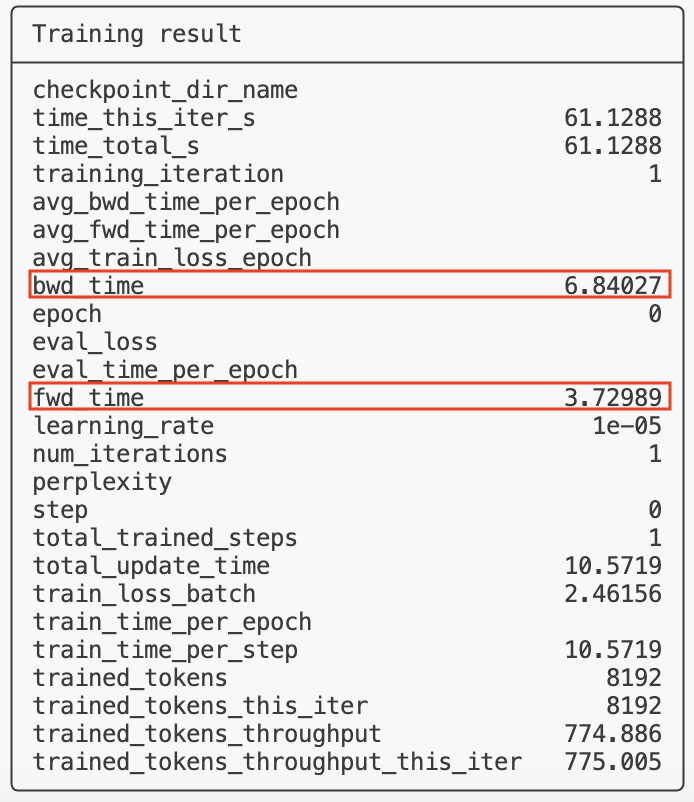 Training result
checkpoint_dir_name
time_this_iter_s 61.1288
time_total_s 61.1288
training_iteration 1
avg_bwd_time_per_epoch
avg_fwd_time_per_epoch
avg_train_loss_epoch
bwd_time 6.84027
epoch 0
eval_loss
eval_time_per_epoch
fwd_time 3.72989
learning_rate 1e-05
num_iterations 1
perplexity
step 0
total_trained_steps 1
total_update_time 10.5719
train_loss_batch 2.46156
train_time_per_epoch
train_time_per_step 10.5719
trained_tokens 8192
trained_tokens_this_iter 8192
trained_tokens_throughput 774.886
trained_tokens_throughput_this_iter 775.005